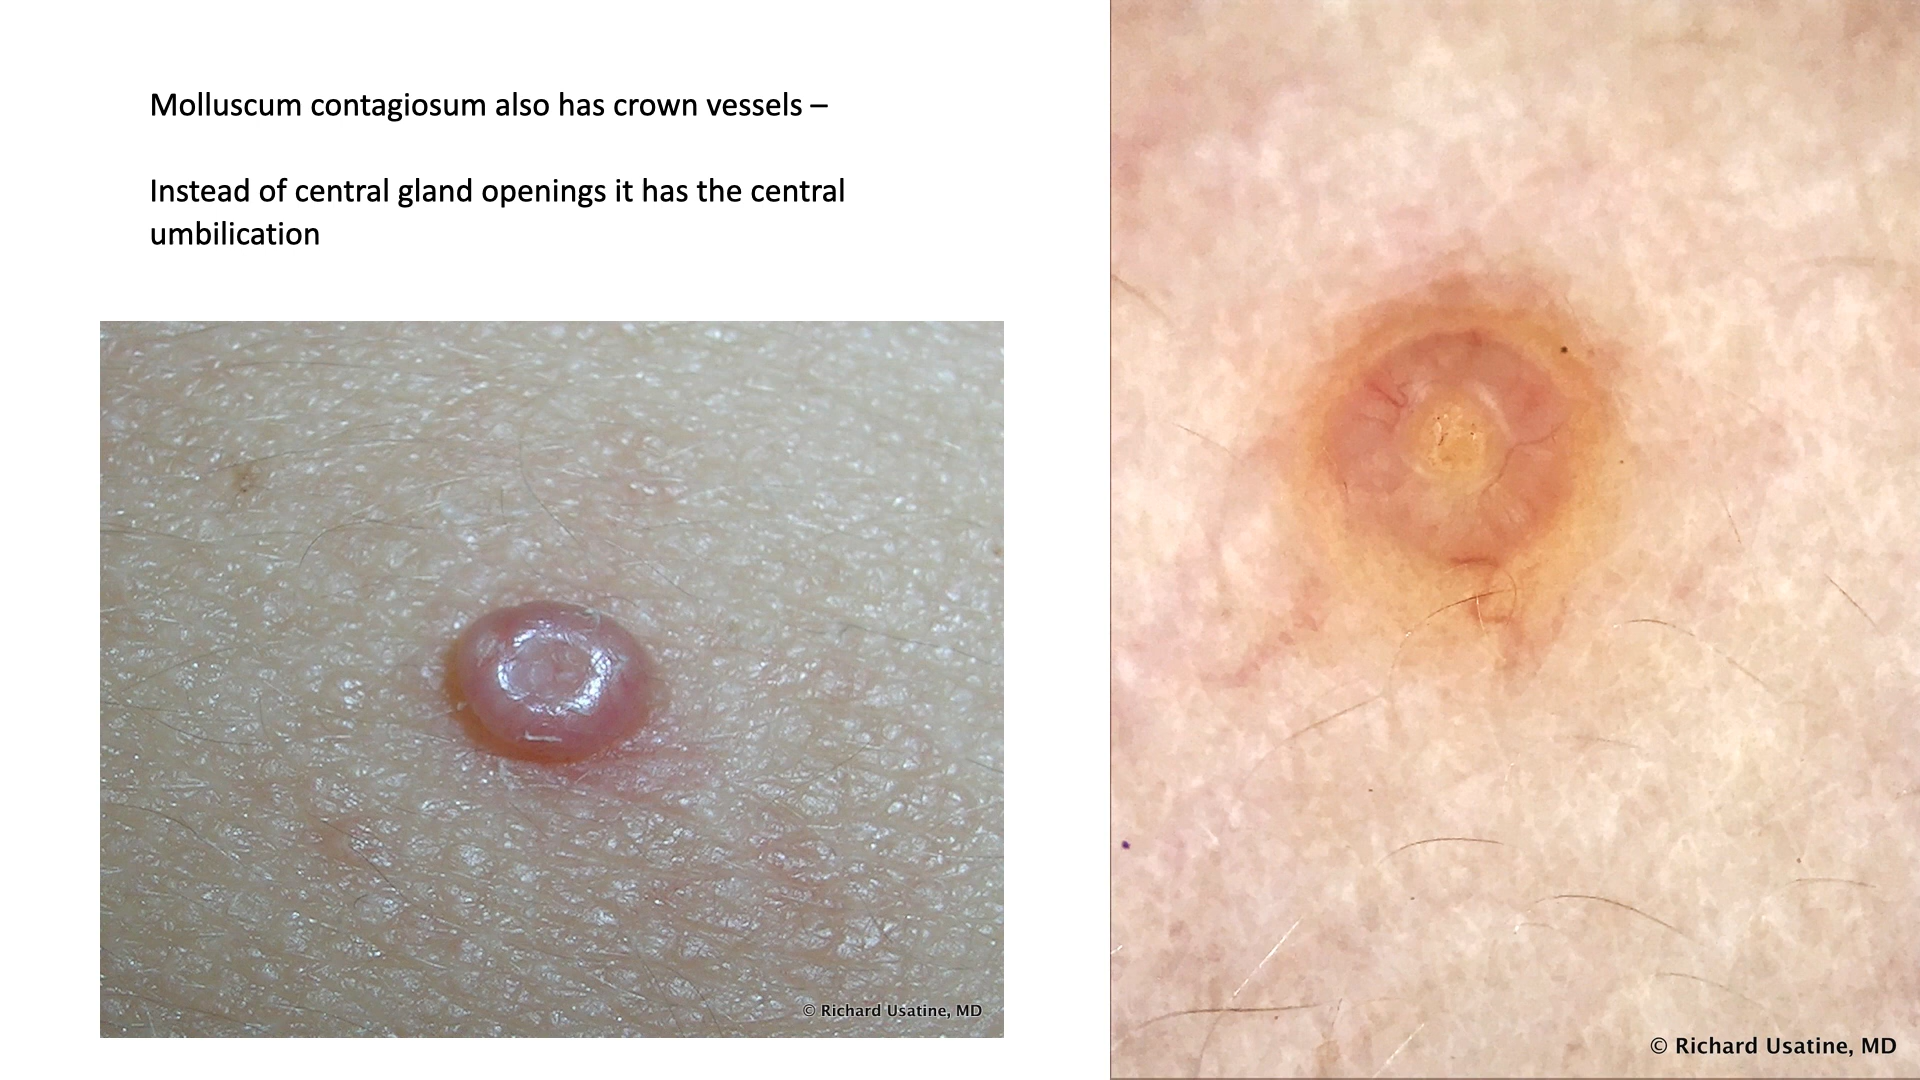 Molluscum contagiosum also has crown vessels –
Instead of central gland openings it has the central
umbilication
© Richard Usatine, MD
© Richard Usatine, MD